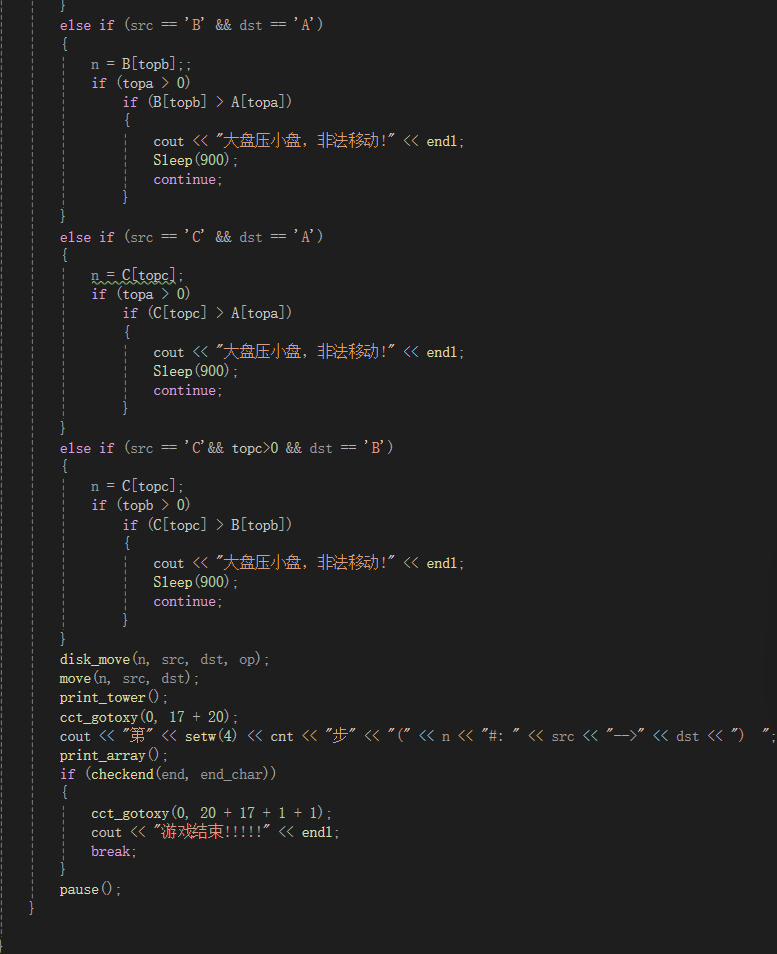 }
else if (src == 'B' && dst == 'A')
{
n = B[topb];;
if (topa > 0)
if (B[topb] > A[topa])
{
cout << "大盘压小盘，非法移动!" << endl;
Sleep(900);
continue;
}
}
else if (src == 'C' && dst == 'A')
{
n = C[topc];
if (topa > 0)
if (C[topc] > A[topa])
{
cout << "大盘压小盘，非法移动!" << endl;
Sleep(900);
continue;
}
}
else if (src == 'C'&& topc>0 && dst == 'B')
{
n = C[topc];
if (topb > 0)
if (C[topc] > B[topb])
{
cout << "大盘压小盘，非法移动!" << endl;
Sleep(900);
continue;
}
}
disk_move(n, src, dst, op);
move(n, src, dst);
print_tower();
cct_gotoxy(0, 17 + 20);
cout << "第" << setw(4) << cnt << "步" << "(" << n << "#: " << src << "-->" << dst << ")  ";
print_array();
if (checkend(end, end_char))
{
cct_gotoxy(0, 20 + 17 + 1 + 1);
cout << "游戏结束!!!!!" << endl;
break;
}
pause();
}
}